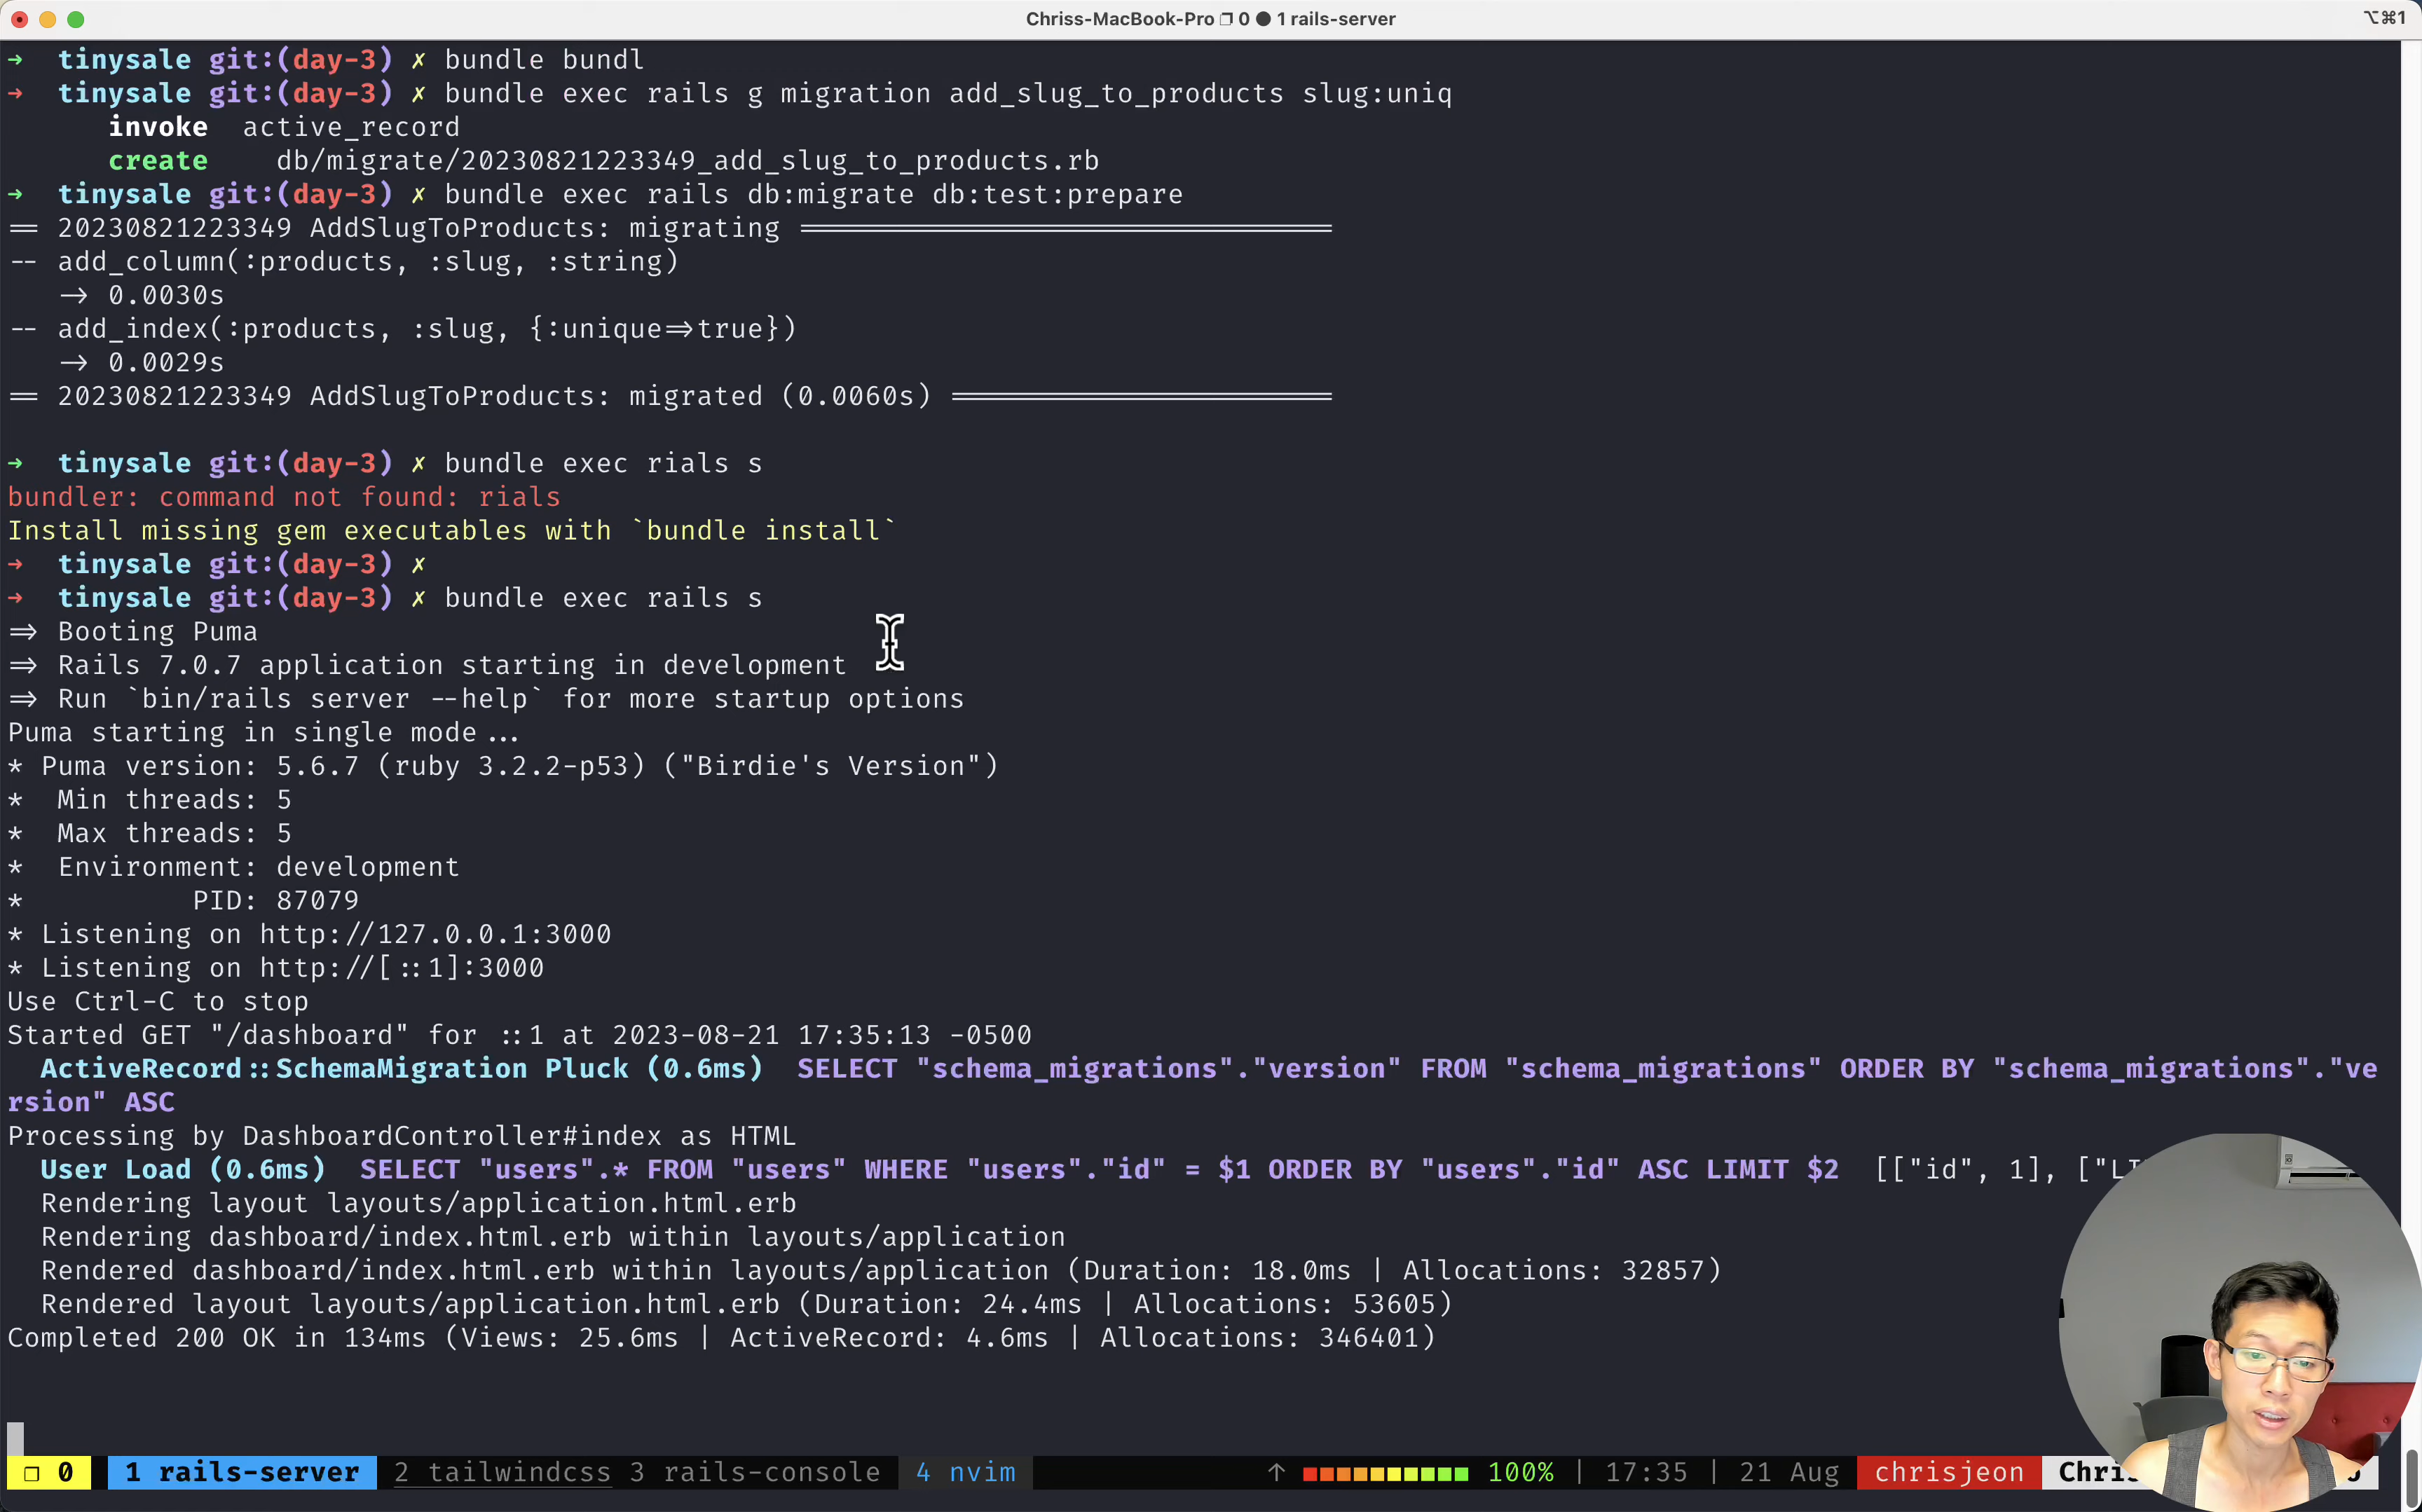 Chriss-MacBook-Pro ❐ 0 ● 1 rails-server
⌥⌘1
➜  tinysale git:(day-3) ✗ bundle bundl
➜  tinysale git:(day-3) ✗ bundle exec rails g migration add_slug_to_products slug:uniq
      invoke  active_record
      create    db/migrate/20230821223349_add_slug_to_products.rb
➜  tinysale git:(day-3) ✗ bundle exec rails db:migrate db:test:prepare
== 20230821223349 AddSlugToProducts: migrating ================================
-- add_column(:products, :slug, :string)
   -> 0.0030s
-- add_index(:products, :slug, {:unique=>true})
   -> 0.0029s
== 20230821223349 AddSlugToProducts: migrated (0.0060s) =======================
➜  tinysale git:(day-3) ✗ bundle exec rials s
bundler: command not found: rials
Install missing gem executables with `bundle install`
➜  tinysale git:(day-3) ✗
➜  tinysale git:(day-3) ✗ bundle exec rails s
=> Booting Puma
=> Rails 7.0.7 application starting in development
=> Run `bin/rails server --help` for more startup options
Puma starting in single mode...
* Puma version: 5.6.7 (ruby 3.2.2-p53) ("Birdie's Version")
*  Min threads: 5
*  Max threads: 5
*  Environment: development
*          PID: 87079
* Listening on http://127.0.0.1:3000
* Listening on http://[::1]:3000
Use Ctrl-C to stop
Started GET "/dashboard" for ::1 at 2023-08-21 17:35:13 -0500
  ActiveRecord::SchemaMigration Pluck (0.6ms)  SELECT "schema_migrations"."version" FROM "schema_migrations" ORDER BY "schema_migrations"."ve
rsion" ASC
Processing by DashboardController#index as HTML
  User Load (0.6ms)  SELECT "users".* FROM "users" WHERE "users"."id" = $1 ORDER BY "users"."id" ASC LIMIT $2  [["id", 1], ["LI
  Rendering layout layouts/application.html.erb
  Rendering dashboard/index.html.erb within layouts/application
  Rendered dashboard/index.html.erb within layouts/application (Duration: 18.0ms | Allocations: 32857)
  Rendered layout layouts/application.html.erb (Duration: 24.4ms | Allocations: 53605)
Completed 200 OK in 134ms (Views: 25.6ms | ActiveRecord: 4.6ms | Allocations: 346401)
❐ 0 1 rails-server 2 tailwindcss 3 rails-console 4 nvim ↑ 100% | 17:35 | 21 Aug chrisjeon Chris